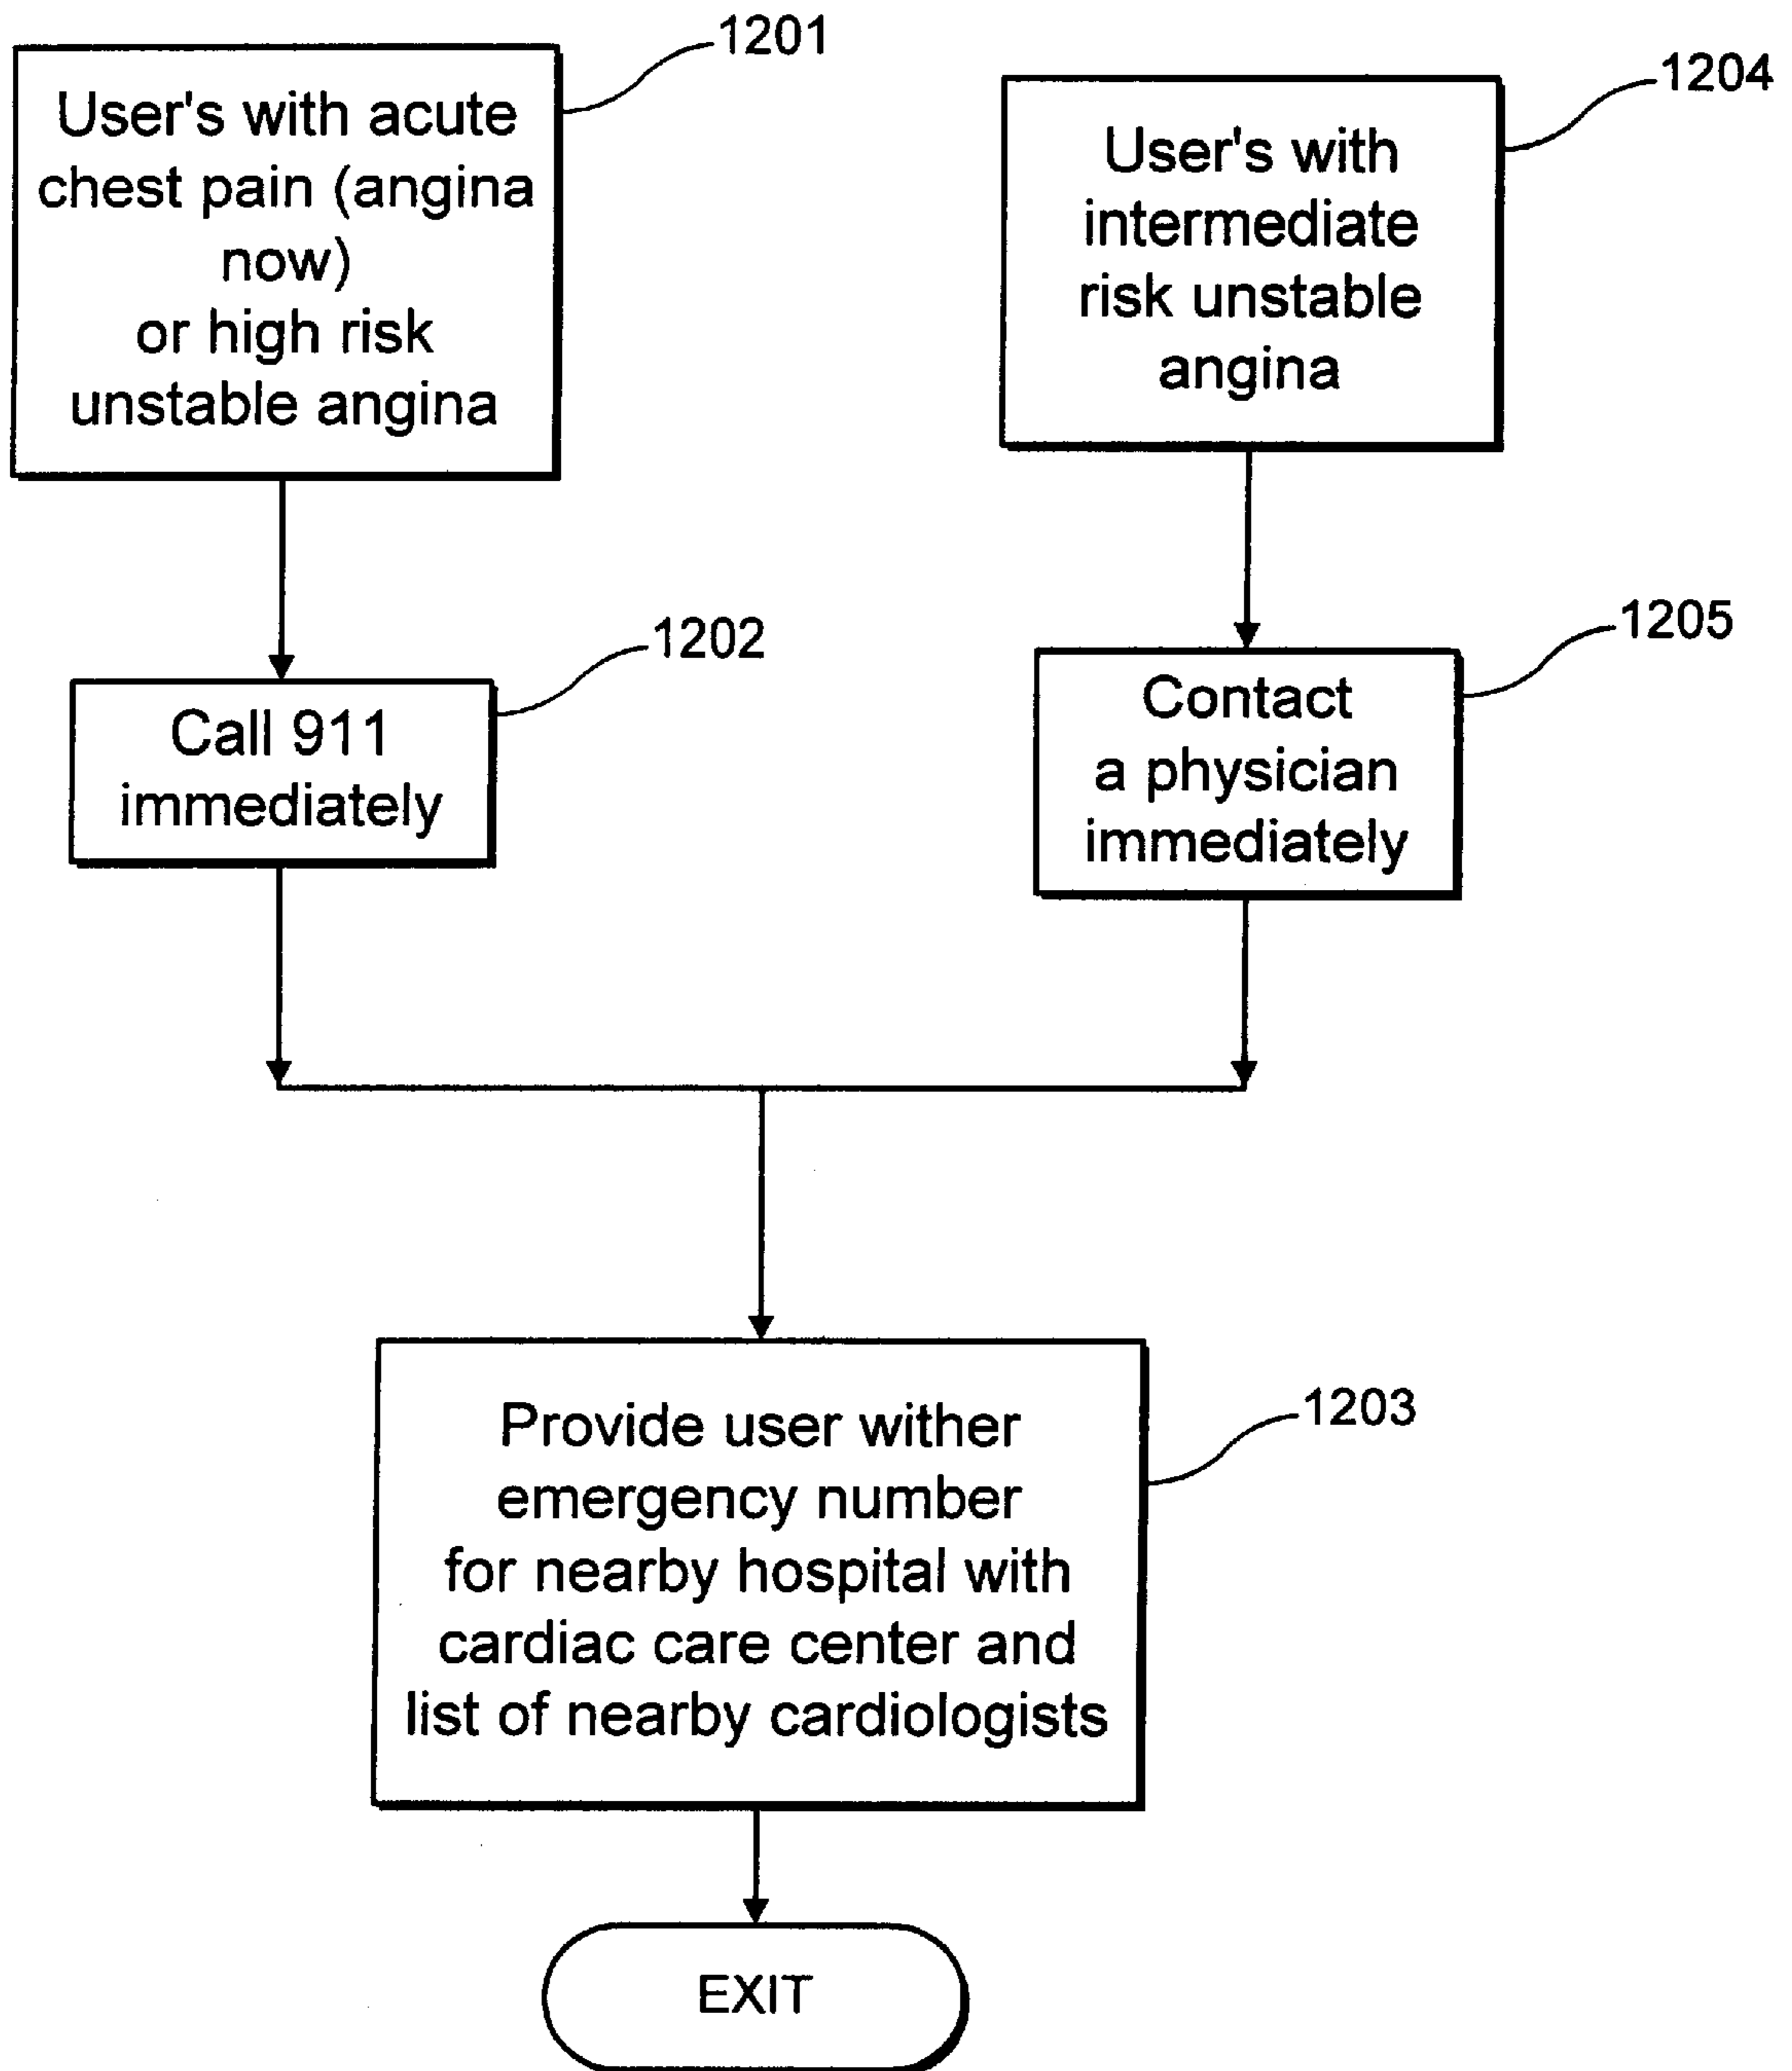 1201
User's with acute
chest pain (angina
now)
or high risk
unstable angina
1204
User's with
intermediate
risk unstable
angina
1202
Call 911
immediately
1205
Contact
a physician
immediately
1203
Provide user wither
emergency number
for nearby hospital with
cardiac care center and
list of nearby cardiologists
EXIT